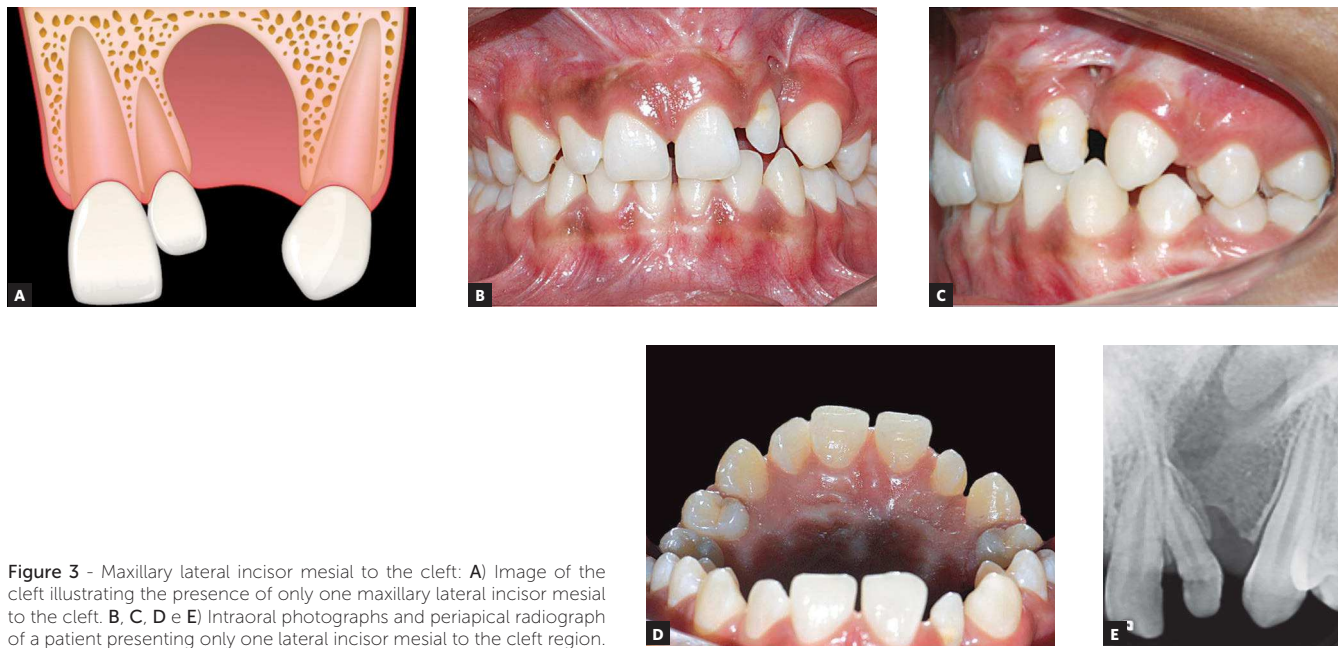 A
B
C
D
E
Figure 3 - Maxillary lateral incisor mesial to the cleft: A) Image of the
cleft illustrating the presence of only one maxillary lateral incisor mesial
to the cleft. B, C, D e E) Intraoral photographs and periapical radiograph
of a patient presenting only one lateral incisor mesial to the cleft region.